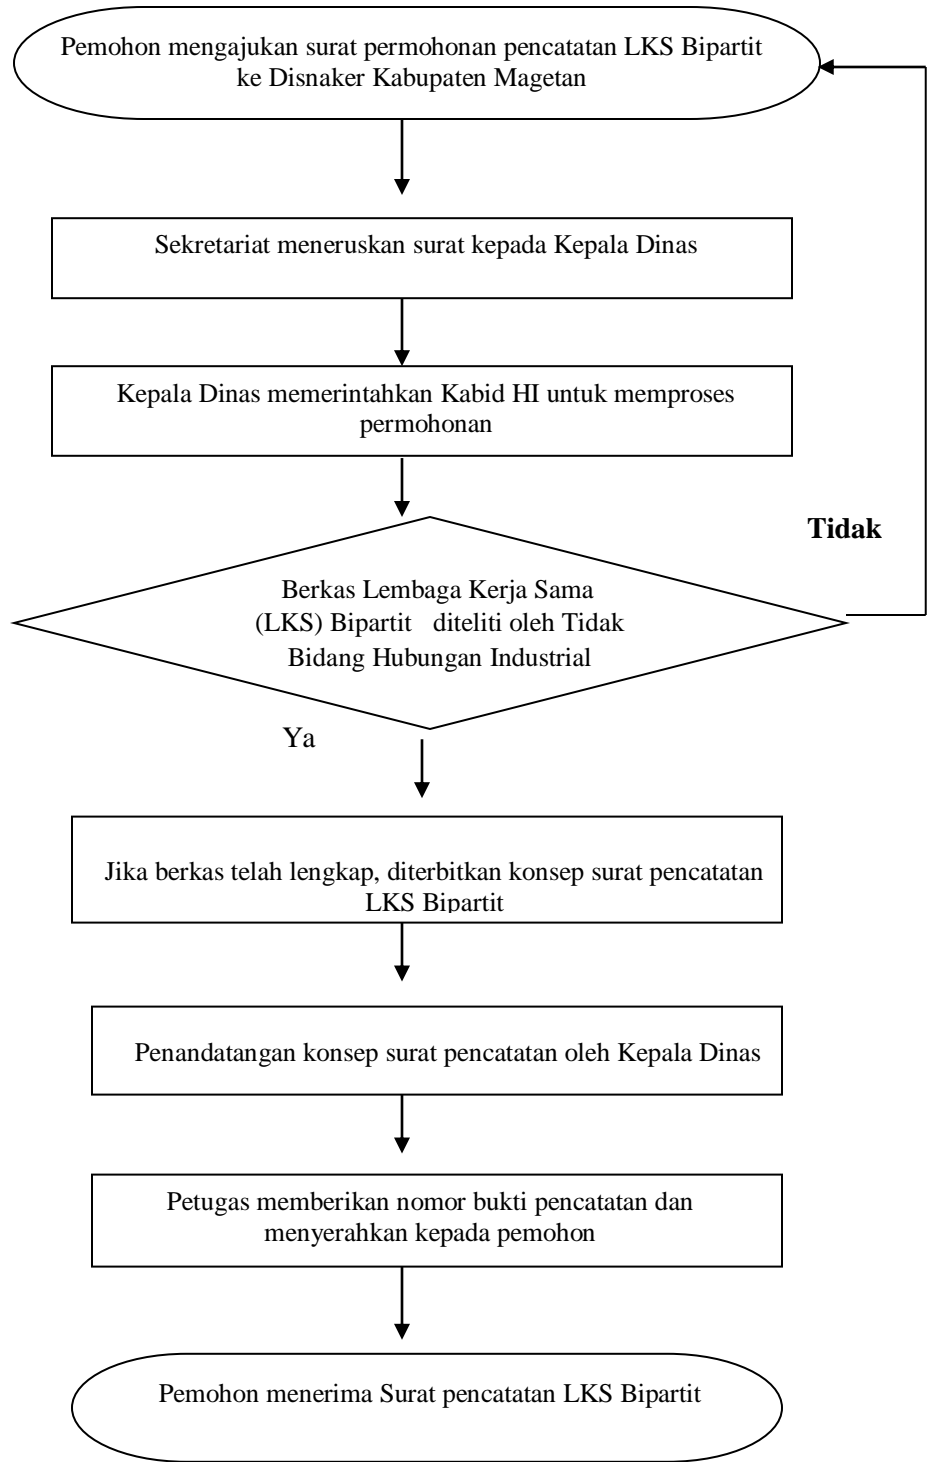 Pemohon mengajukan surat permohonan pencatatan LKS Bipartit
ke Disnaker Kabupaten Magetan
Sekretariat meneruskan surat kepada Kepala Dinas
Kepala Dinas memerintahkan Kabid HI untuk memproses
permohonan
Tidak
Berkas Lembaga Kerja Sama
(LKS) Bipartit diteliti oleh Tidak
Bidang Hubungan Industrial
Ya
Jika berkas telah lengkap, diterbitkan konsep surat pencatatan
LKS Bipartit
Penandatangan konsep surat pencatatan oleh Kepala Dinas
Petugas memberikan nomor bukti pencatatan dan
menyerahkan kepada pemohon
Pemohon menerima Surat pencatatan LKS Bipartit